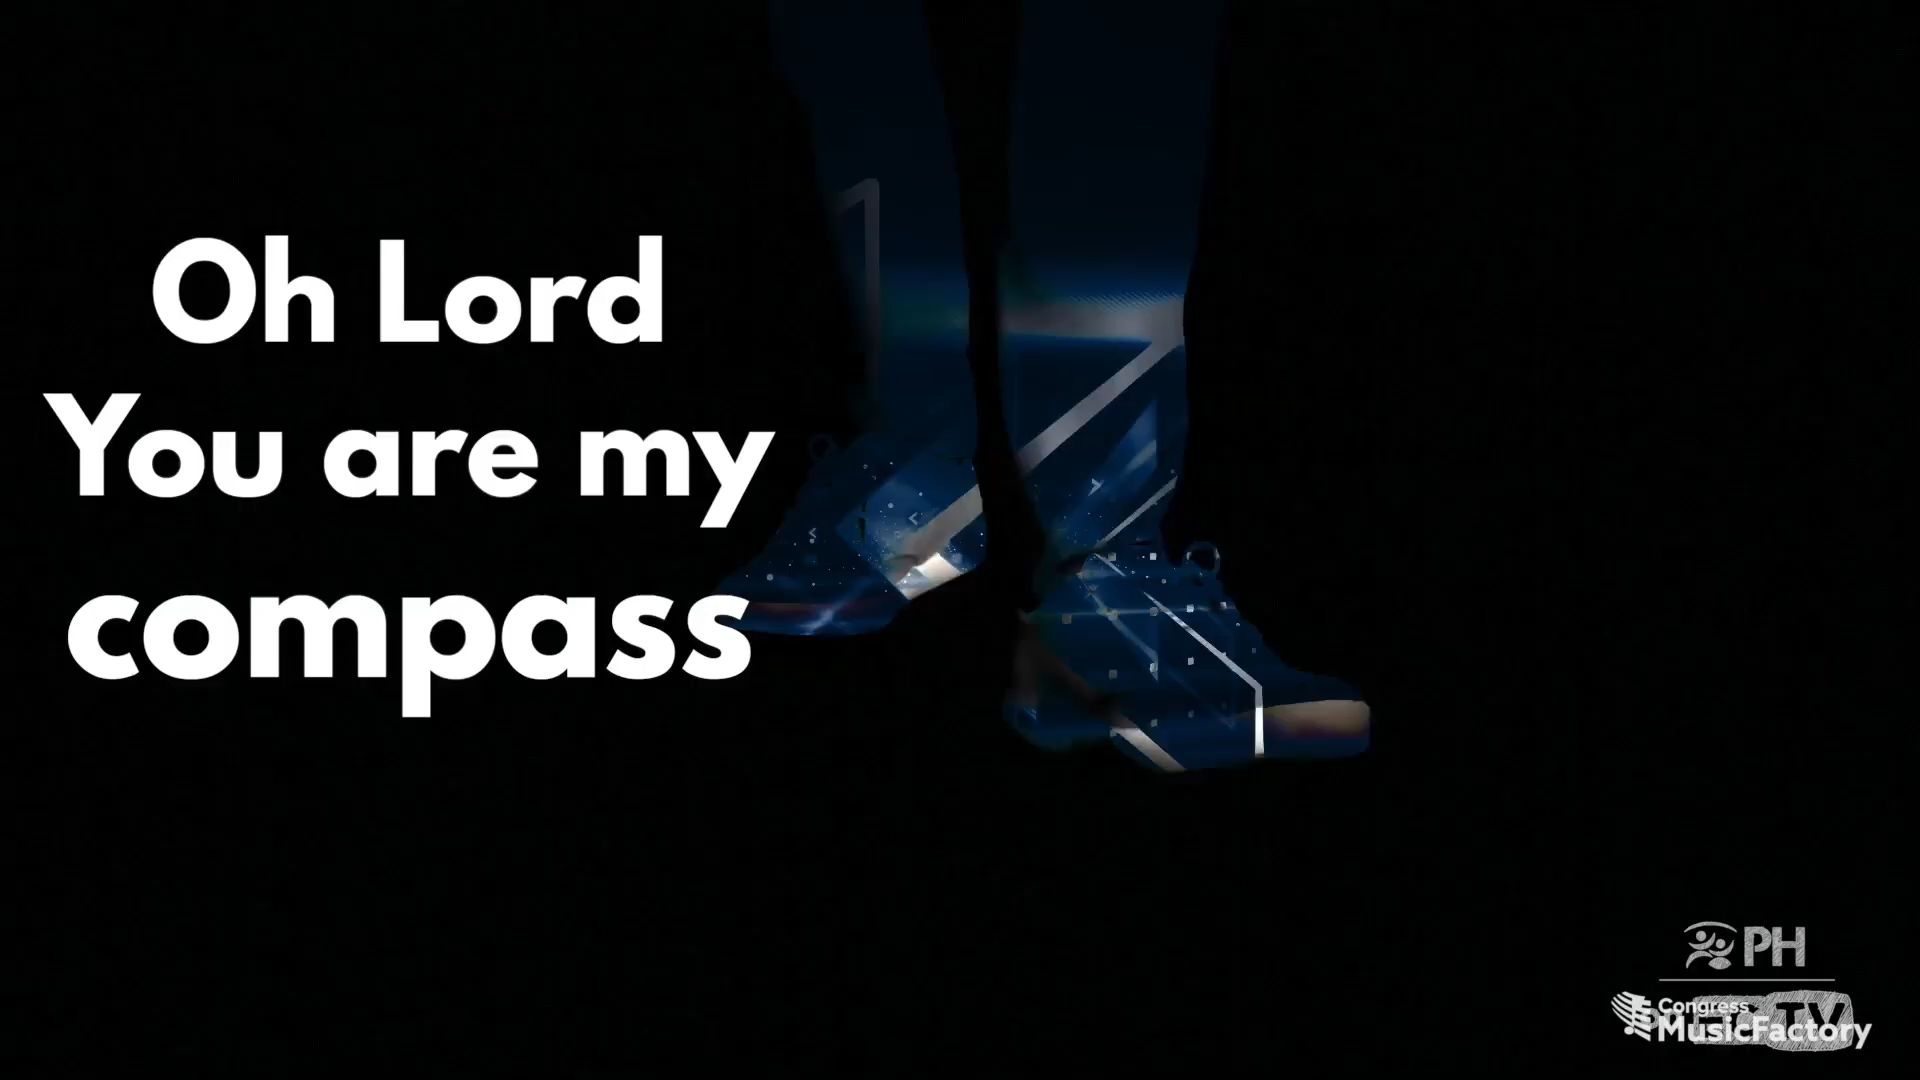 Oh Lord
You are my
compass
PH
Congress
MusicFactory
TV